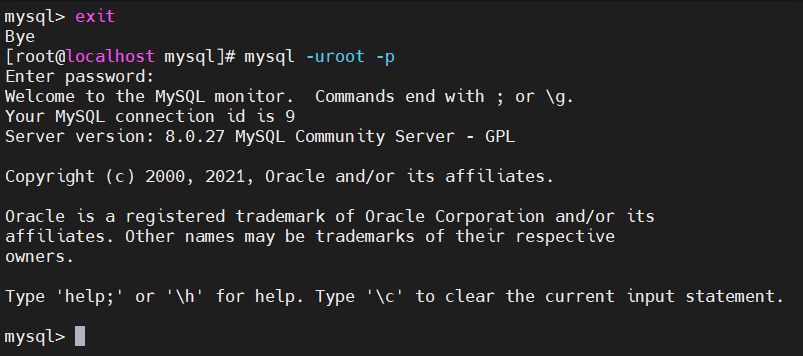 mysql> exit
Bye
[root@localhost mysql]# mysql -uroot -p
Enter password:
Welcome to the MySQL monitor.  Commands end with ; or \g.
Your MySQL connection id is 9
Server version: 8.0.27 MySQL Community Server - GPL

Copyright (c) 2000, 2021, Oracle and/or its affiliates.

Oracle is a registered trademark of Oracle Corporation and/or its
affiliates. Other names may be trademarks of their respective
owners.

Type 'help;' or '\h' for help. Type '\c' to clear the current input statement.

mysql>